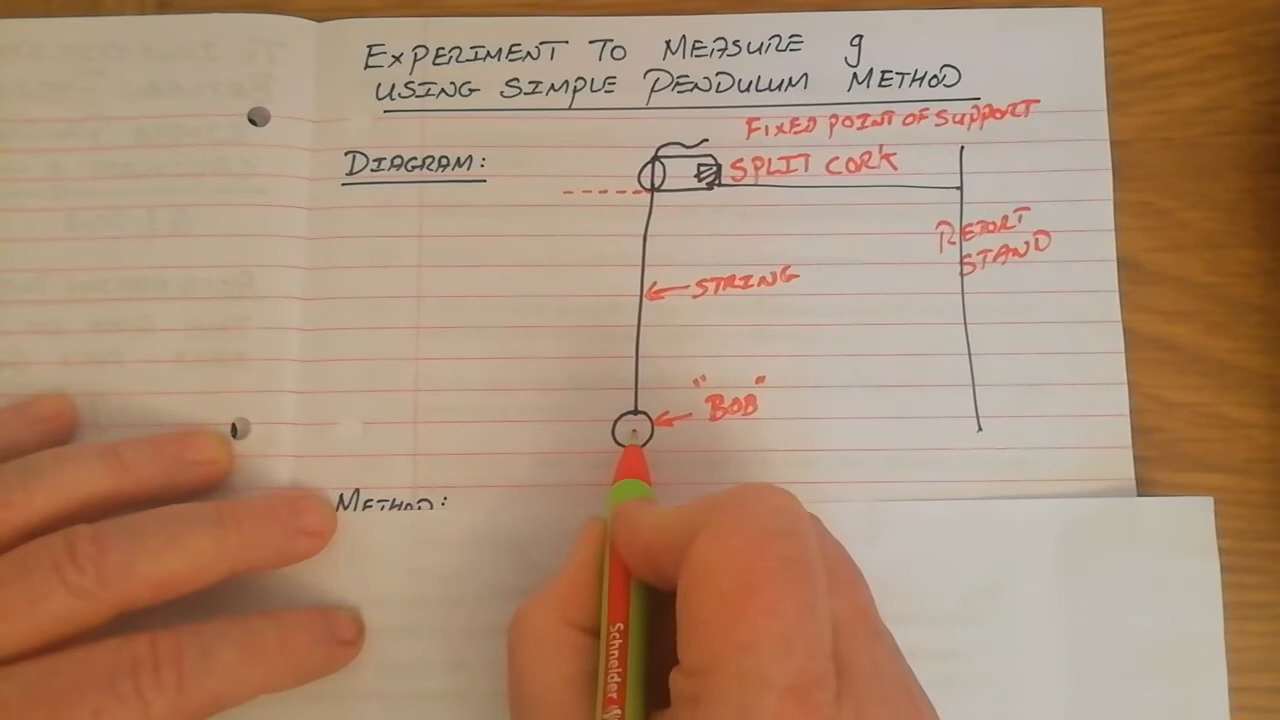 EXPERIMENT TO MEASURE g
USING SIMPLE PENDULUM METHOD
FIXED POINT OF SUPPORT
DIAGRAM:
SPLIT CORK
RETORT
STAND
STRING
"BOB"
METHOD:
Schneider